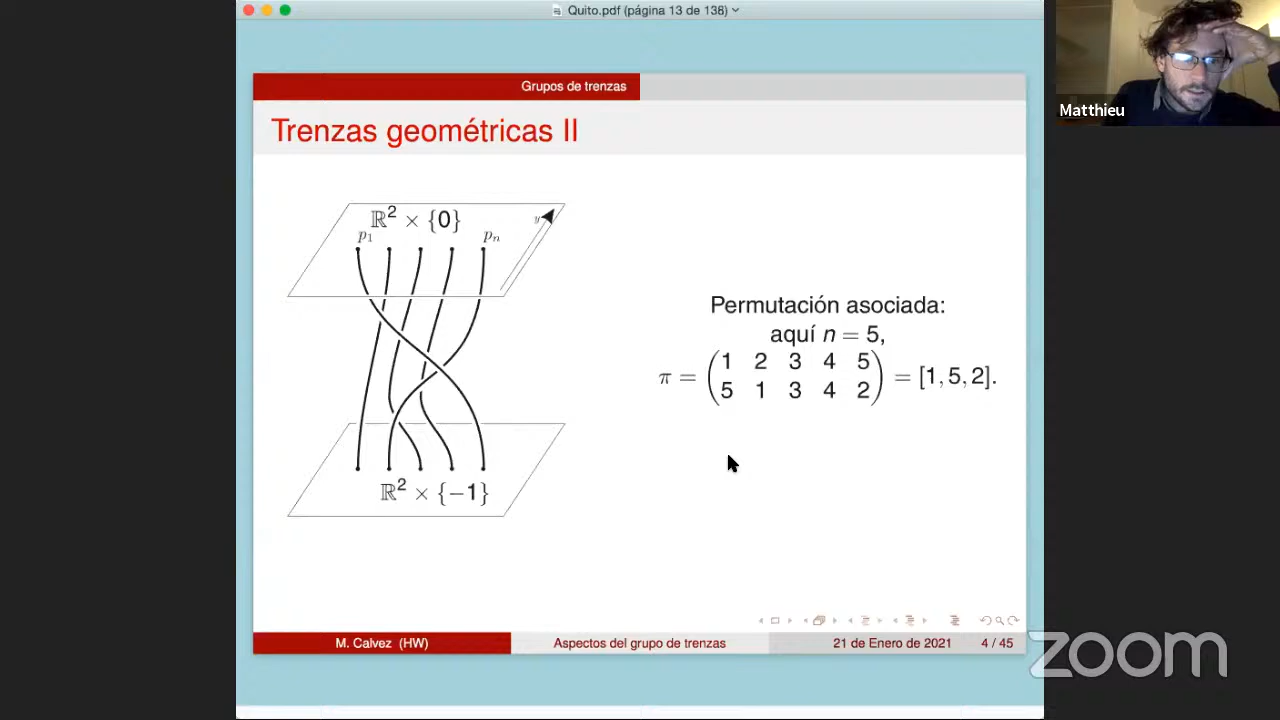 Quito.pdf (página 13 de 136)
Matthieu
Grupos de trenzas
Trenzas geométricas II
ℝ² × {0}
p₁
pₙ
y
Permutación asociada:
aquí n = 5,
π = (1 2 3 4 5
5 1 3 4 2) = [1, 5, 2].
ℝ² × {−1}
M. Calvez (HW)
Aspectos del grupo de trenzas
21 de Enero de 2021
4 / 45
zoom